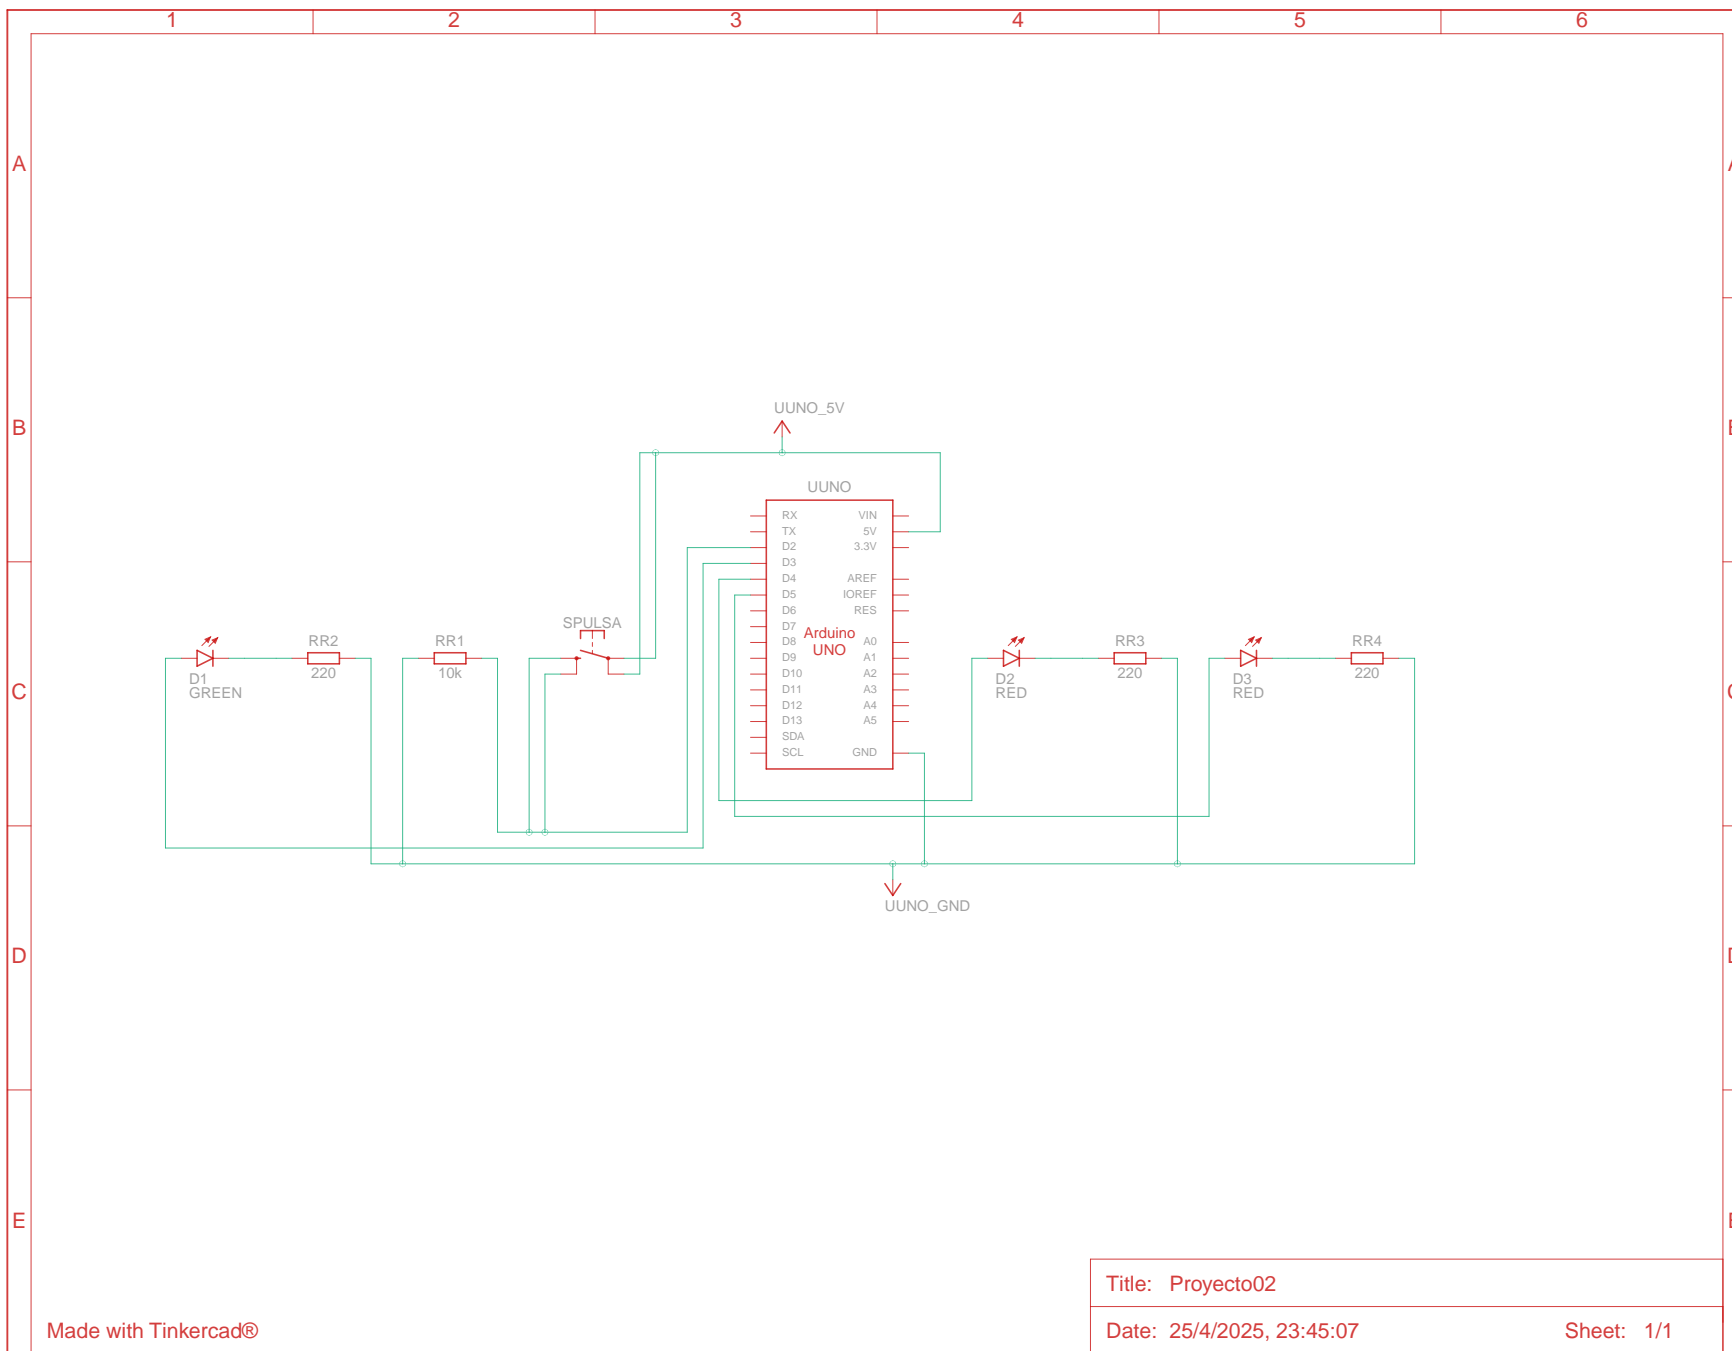 1 2 3 4 5 6
A
B
C
D
E
UUNO_5V
UUNO
RX VIN
TX 5V
D2 3.3V
D3
D4 AREF
D5 IOREF
D6 RES
D7
D8 A0
D9 A1
D10 A2
D11 A3
D12 A4
D13 A5
SDA
SCL GND
Arduino
UNO
SPULSA
RR2
220
RR1
10k
D1
GREEN
D2
RED
RR3
220
D3
RED
RR4
220
UUNO_GND
Title: Proyecto02
Date: 25/4/2025, 23:45:07 Sheet: 1/1
Made with Tinkercad®